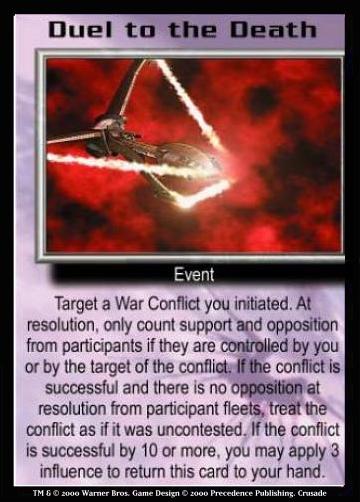 Duel to the Death
Event
Target a War Conflict you initiated. At
resolution, only count support and opposition
from participants if they are controlled by you
or by the target of the conflict. If the conflict is
successful and there is no opposition at
resolution from participant fleets, treat the
conflict as if it was uncontested. If the conflict
is successful by 10 or more, you may apply 3
influence to return this card to your hand.
TM & © 2000 Warner Bros. Game Design © 2000 Precedence Publishing. Crusade